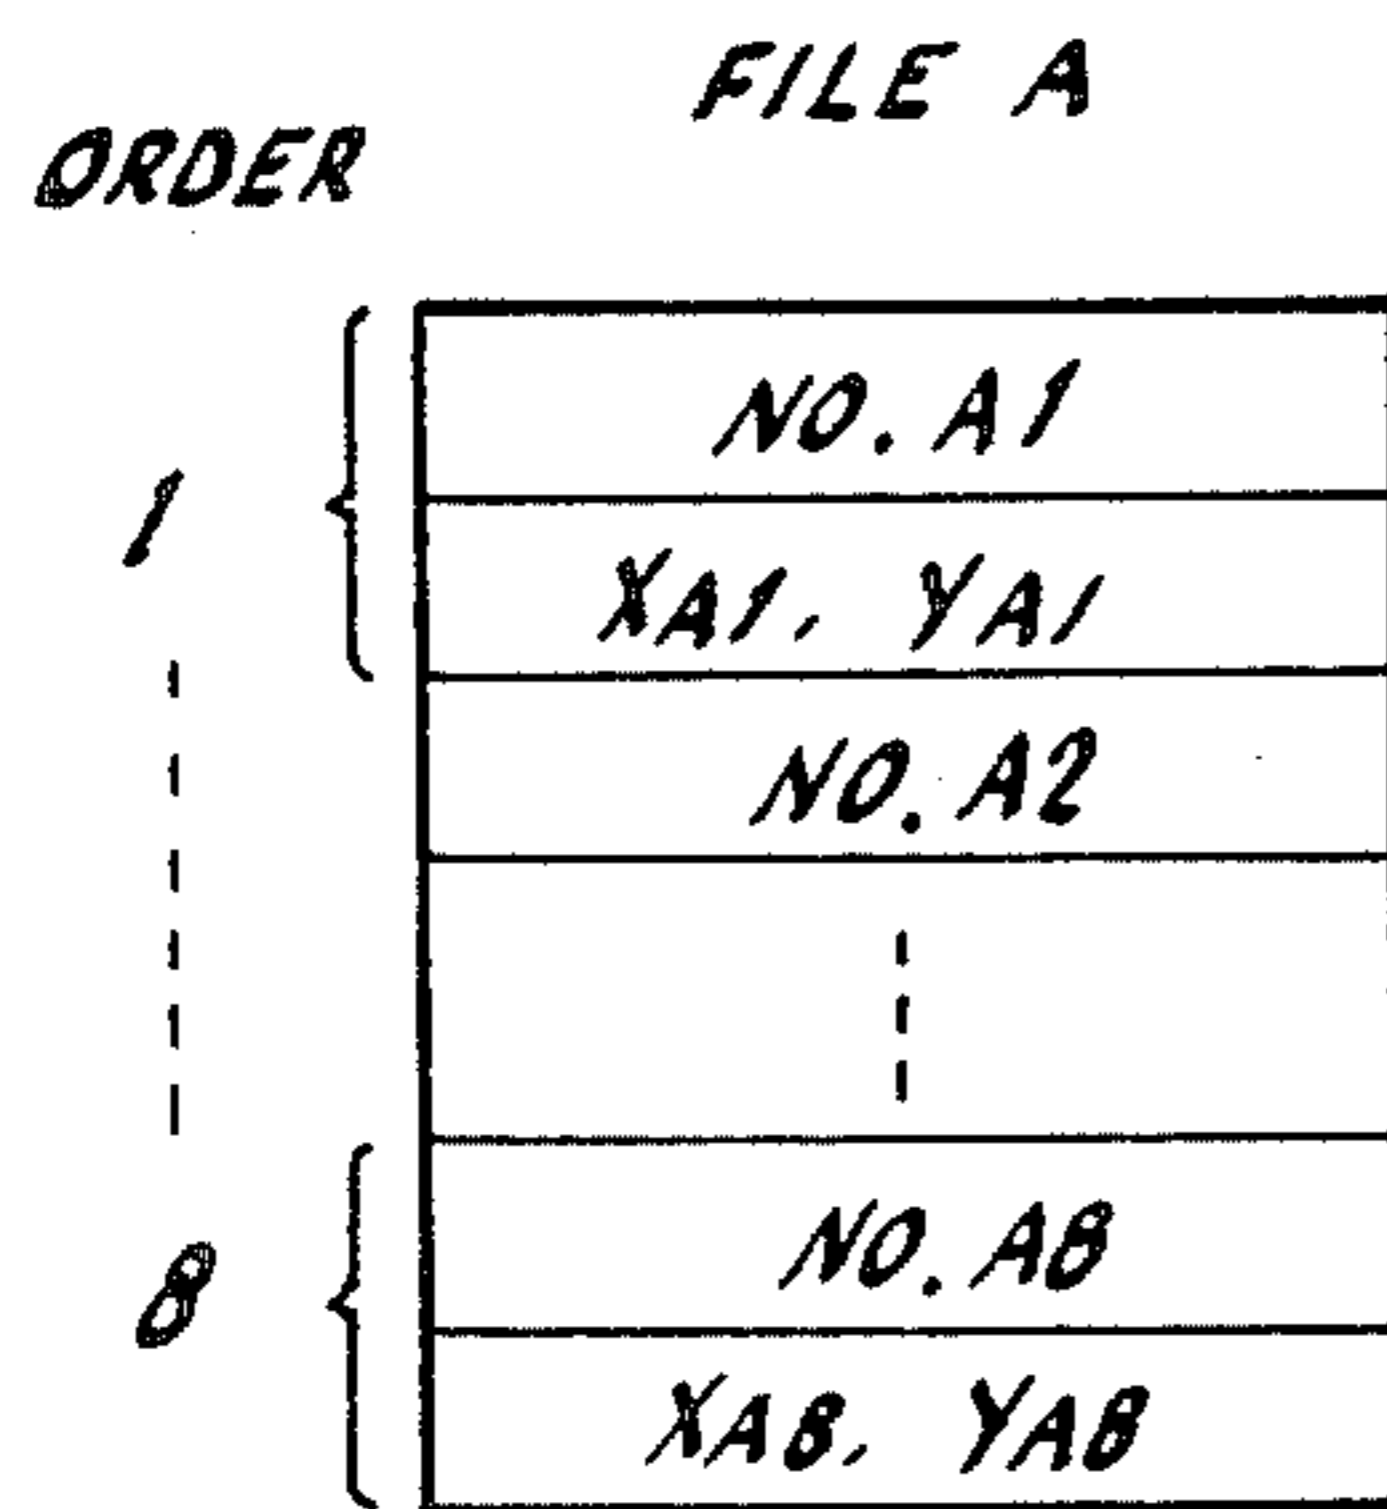 FILE A
ORDER
NO. A1
1
XA1, YA1
NO. A2
NO. A8
8
XA8, YA8